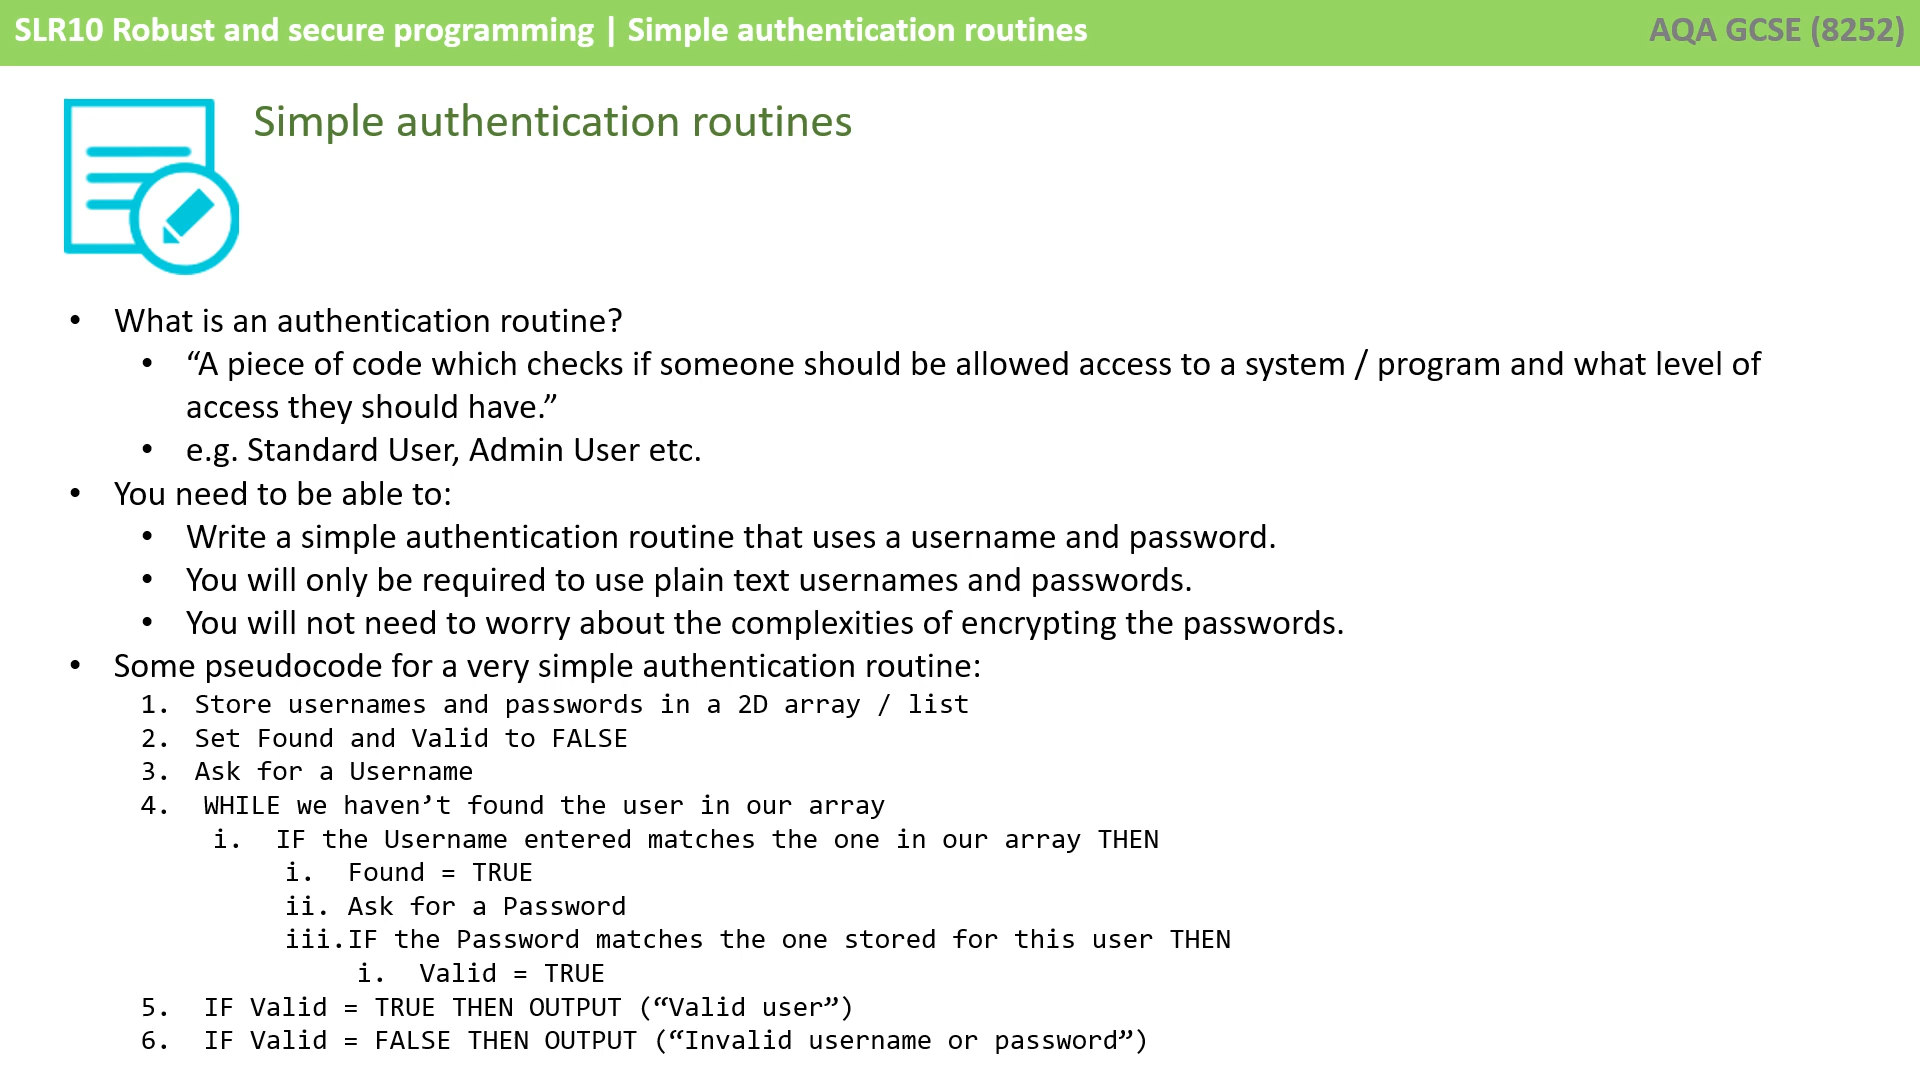 SLR10 Robust and secure programming | Simple authentication routines
AQA GCSE (8252)
Simple authentication routines
• What is an authentication routine?
• “A piece of code which checks if someone should be allowed access to a system / program and what level of
access they should have.”
• e.g. Standard User, Admin User etc.
• You need to be able to:
• Write a simple authentication routine that uses a username and password.
• You will only be required to use plain text usernames and passwords.
• You will not need to worry about the complexities of encrypting the passwords.
• Some pseudocode for a very simple authentication routine:
1. Store usernames and passwords in a 2D array / list
2. Set Found and Valid to FALSE
3. Ask for a Username
4. WHILE we haven’t found the user in our array
i. IF the Username entered matches the one in our array THEN
i. Found = TRUE
ii. Ask for a Password
iii.IF the Password matches the one stored for this user THEN
i. Valid = TRUE
5. IF Valid = TRUE THEN OUTPUT (“Valid user”)
6. IF Valid = FALSE THEN OUTPUT (“Invalid username or password”)